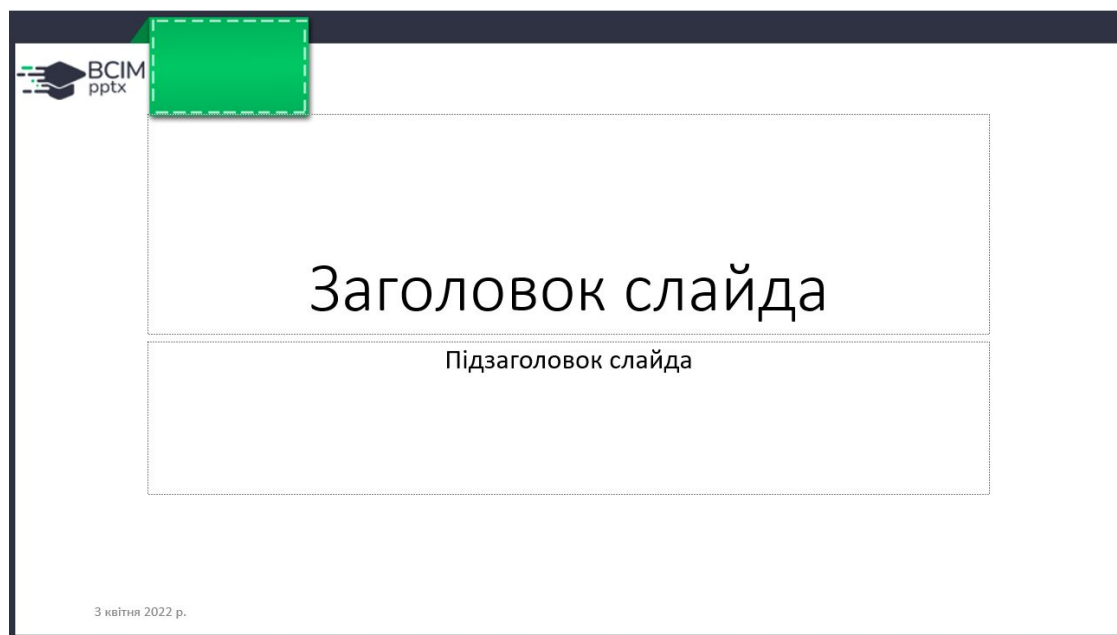 ВСІМ
pptx
Заголовок слайда
Підзаголовок слайда
3 квітня 2022 р.